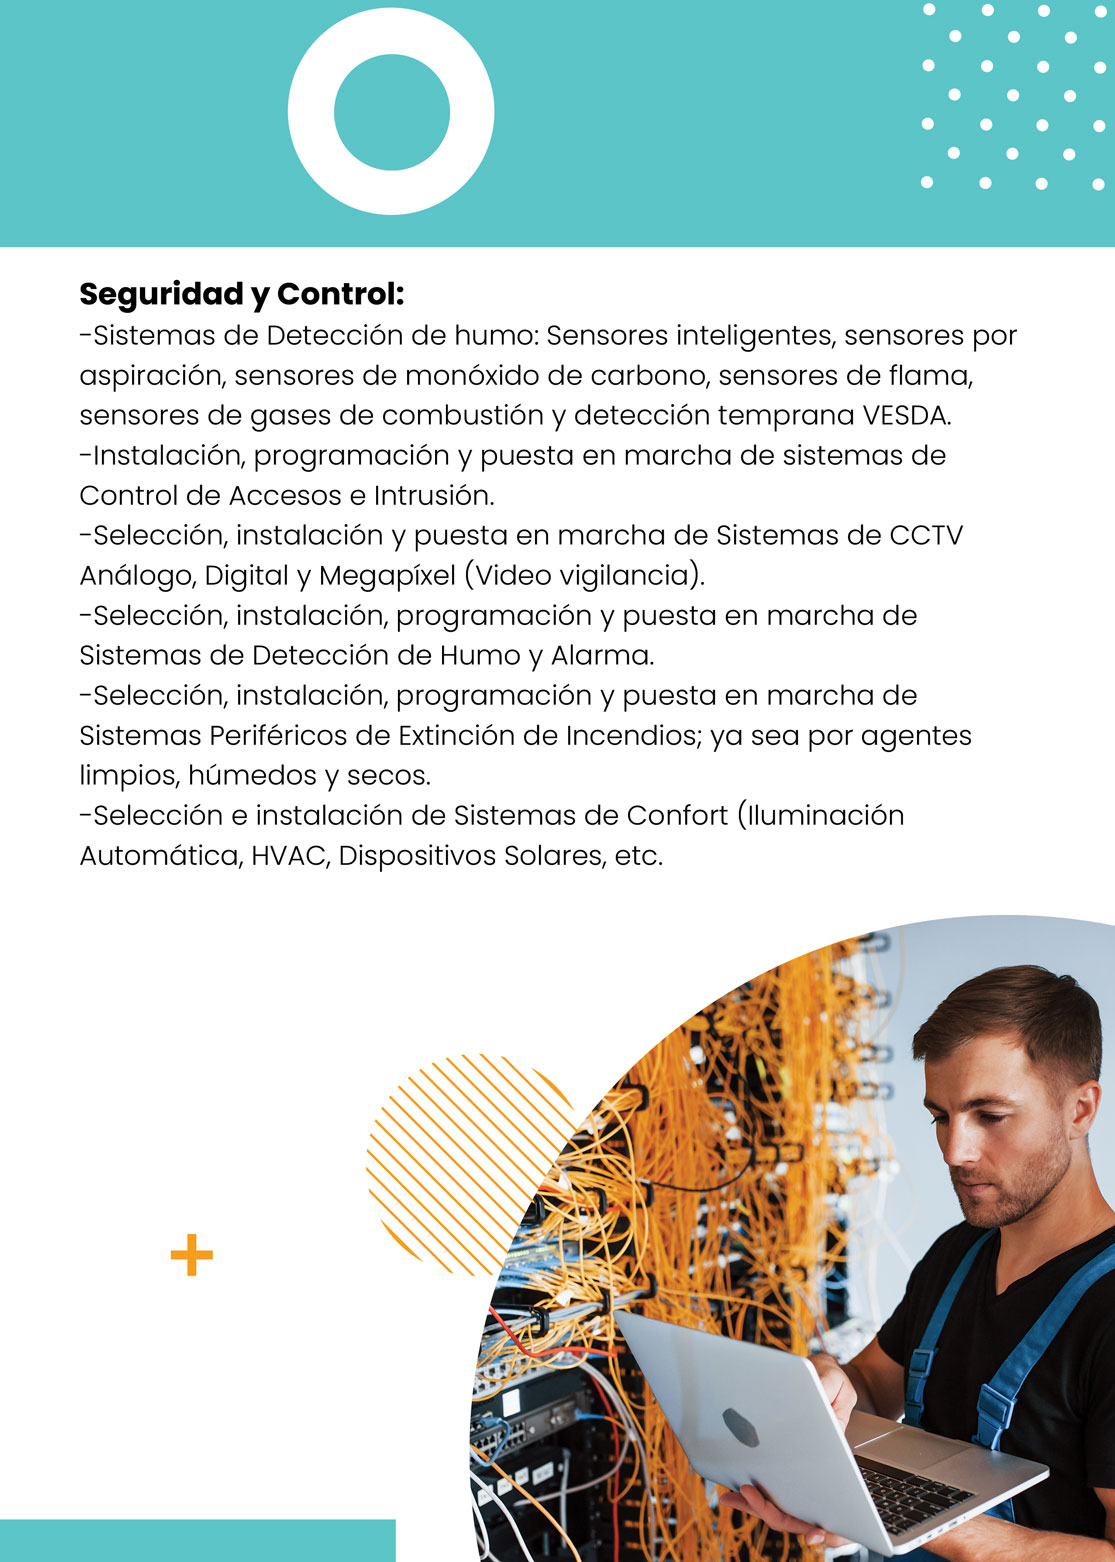 Seguridad y Control:
-Sistemas de Detección de humo: Sensores inteligentes, sensores por
aspiración, sensores de monóxido de carbono, sensores de flama,
sensores de gases de combustión y detección temprana VESDA.
-Instalación, programación y puesta en marcha de sistemas de
Control de Accesos e Intrusión.
-Selección, instalación y puesta en marcha de Sistemas de CCTV
Análogo, Digital y Megapíxel (Video vigilancia).
-Selección, instalación, programación y puesta en marcha de
Sistemas de Detección de Humo y Alarma.
-Selección, instalación, programación y puesta en marcha de
Sistemas Periféricos de Extinción de Incendios; ya sea por agentes
limpios, húmedos y secos.
-Selección e instalación de Sistemas de Confort (Iluminación
Automática, HVAC, Dispositivos Solares, etc.